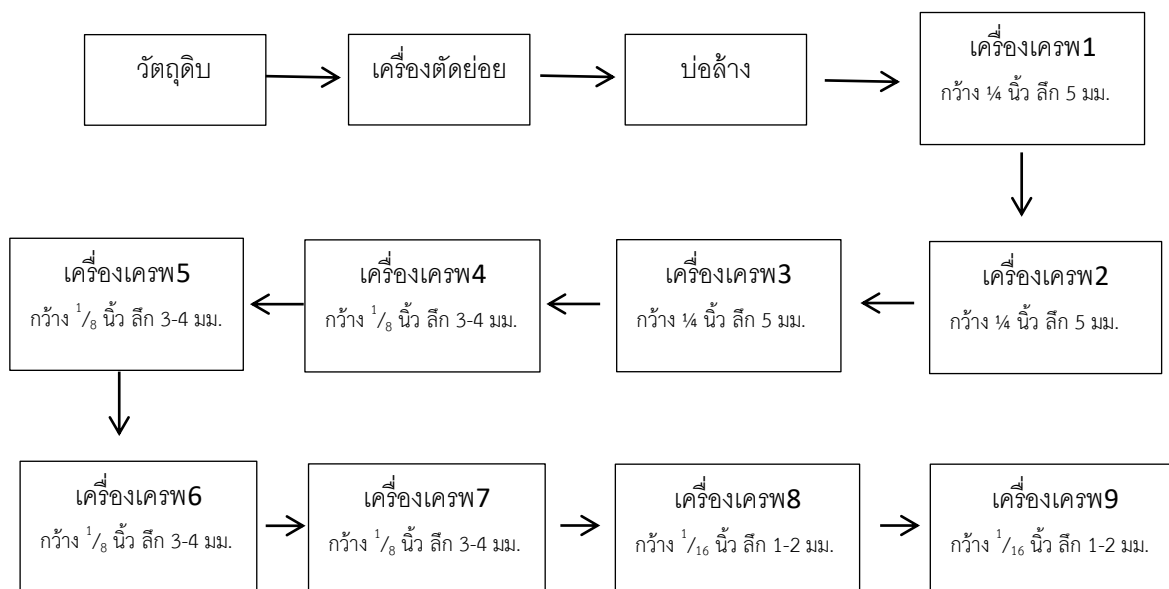 วัตถุดิบ
เครื่องตัดย่อย
บ่อล้าง
เครื่องเครพ1
กว้าง ¼ นิ้ว ลึก 5 มม.
เครื่องเครพ2
กว้าง ¼ นิ้ว ลึก 5 มม.
เครื่องเครพ3
กว้าง ¼ นิ้ว ลึก 5 มม.
เครื่องเครพ4
กว้าง 1/8 นิ้ว ลึก 3-4 มม.
เครื่องเครพ5
กว้าง 1/8 นิ้ว ลึก 3-4 มม.
เครื่องเครพ6
กว้าง 1/8 นิ้ว ลึก 3-4 มม.
เครื่องเครพ7
กว้าง 1/8 นิ้ว ลึก 3-4 มม.
เครื่องเครพ8
กว้าง 1/16 นิ้ว ลึก 1-2 มม.
เครื่องเครพ9
กว้าง 1/16 นิ้ว ลึก 1-2 มม.